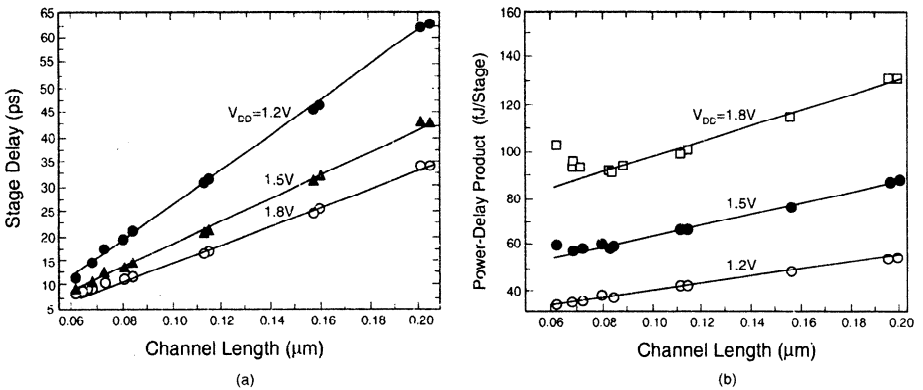 65
60
55
50
45
40
35
30
25
20
15
10
5
Stage Delay (ps)
V_DD=1.2V
1.5V
1.8V
0.06 0.08 0.10 0.12 0.14 0.16 0.18 0.20
Channel Length (μm)
(a)
160
140
120
100
80
60
40
Power-Delay Product (fJ/Stage)
V_DD=1.8V
1.5V
1.2V
0.06 0.08 0.10 0.12 0.14 0.16 0.18 0.20
Channel Length (μm)
(b)